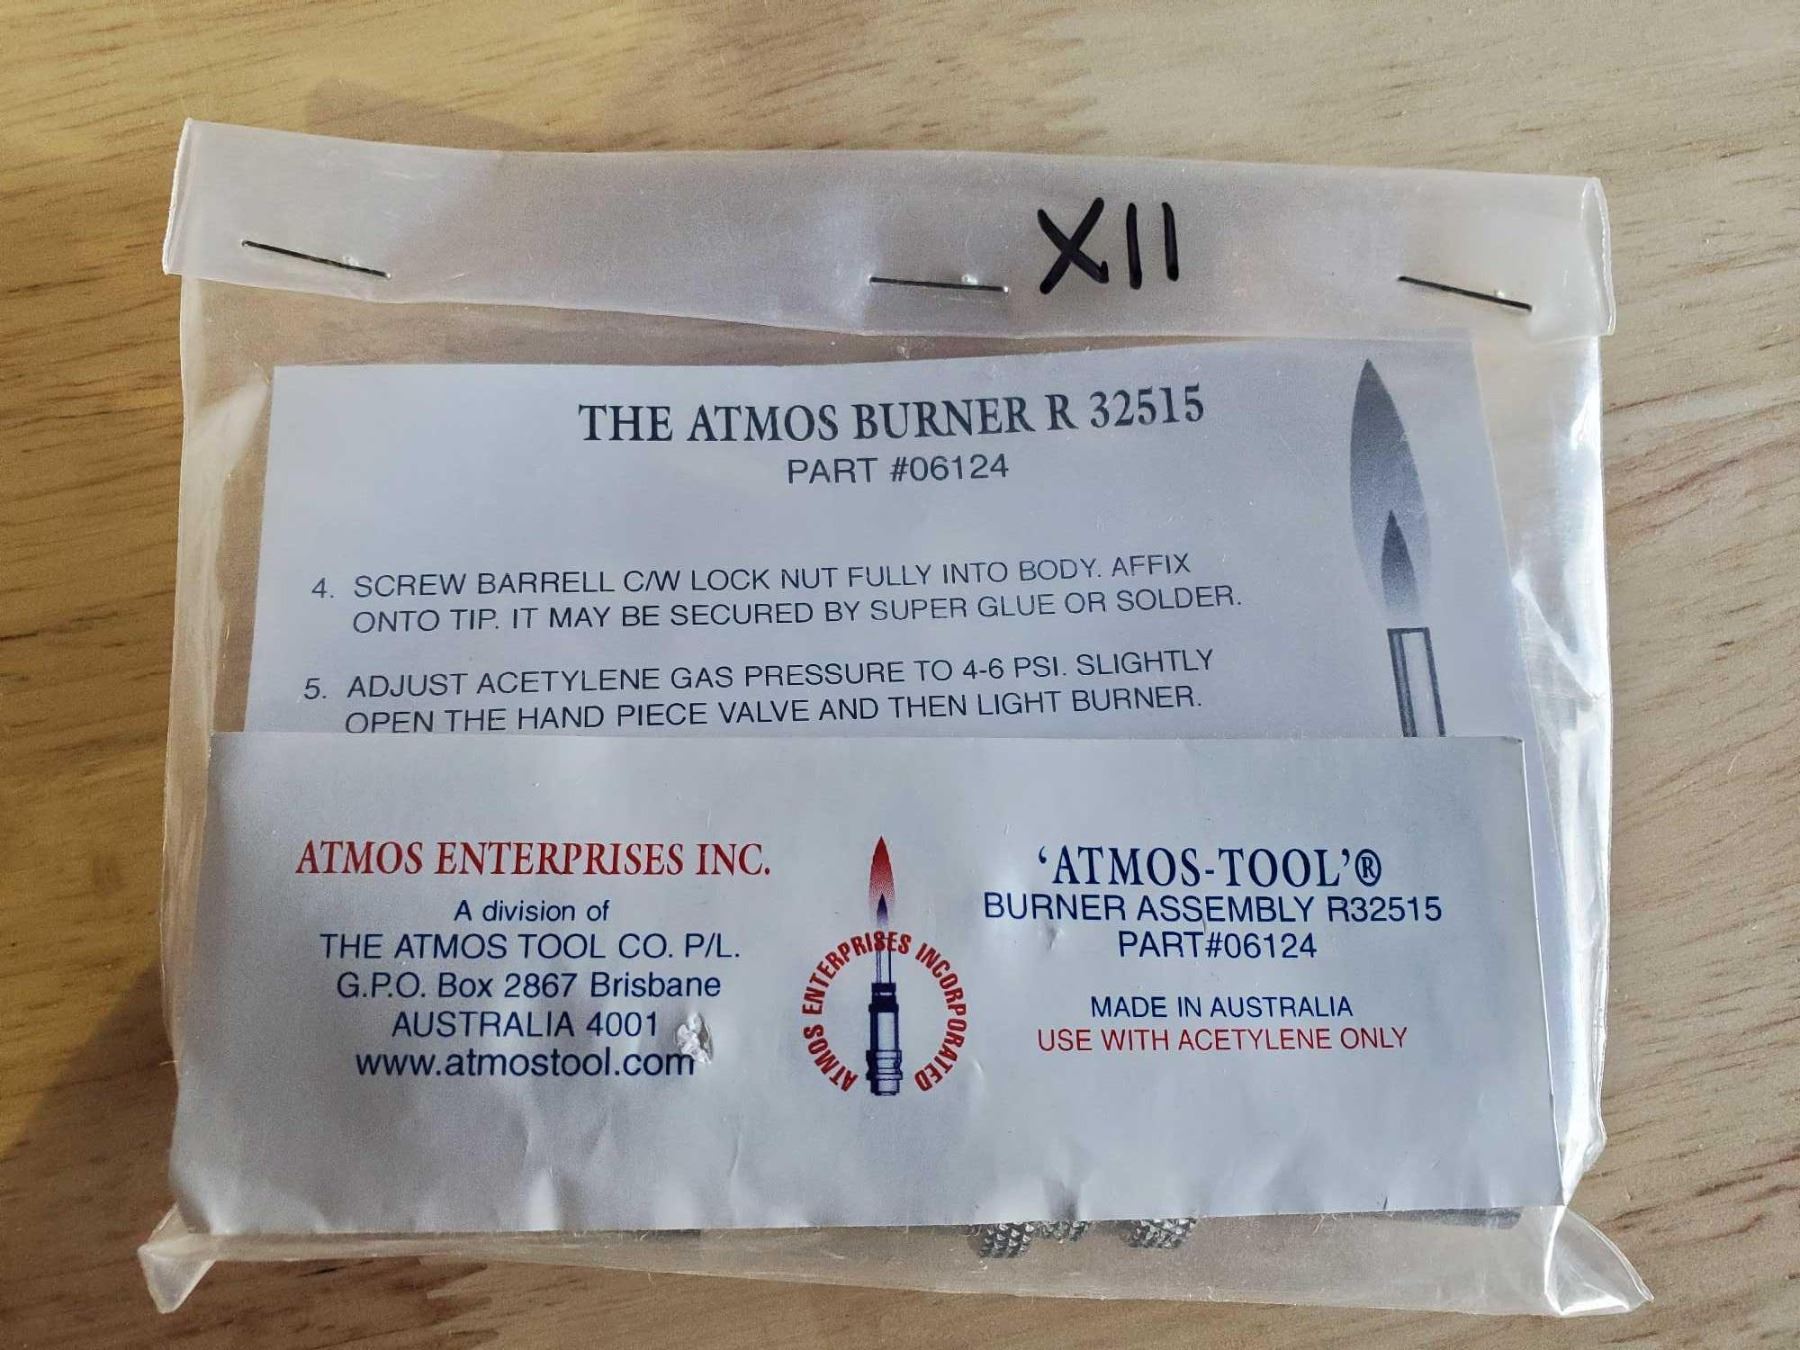 XII
THE ATMOS BURNER R 32515
PART #06124
4. SCREW BARRELL C/W LOCK NUT FULLY INTO BODY. AFFIX
ONTO TIP. IT MAY BE SECURED BY SUPER GLUE OR SOLDER.
5. ADJUST ACETYLENE GAS PRESSURE TO 4-6 PSI. SLIGHTLY
OPEN THE HAND PIECE VALVE AND THEN LIGHT BURNER.
ATMOS ENTERPRISES INC.
A division of
THE ATMOS TOOL CO. P/L.
G.P.O. Box 2867 Brisbane
AUSTRALIA 4001
www.atmostool.com
ATMOS ENTERPRISES INCORPORATED
‘ATMOS-TOOL’®
BURNER ASSEMBLY R32515
PART#06124
MADE IN AUSTRALIA
USE WITH ACETYLENE ONLY